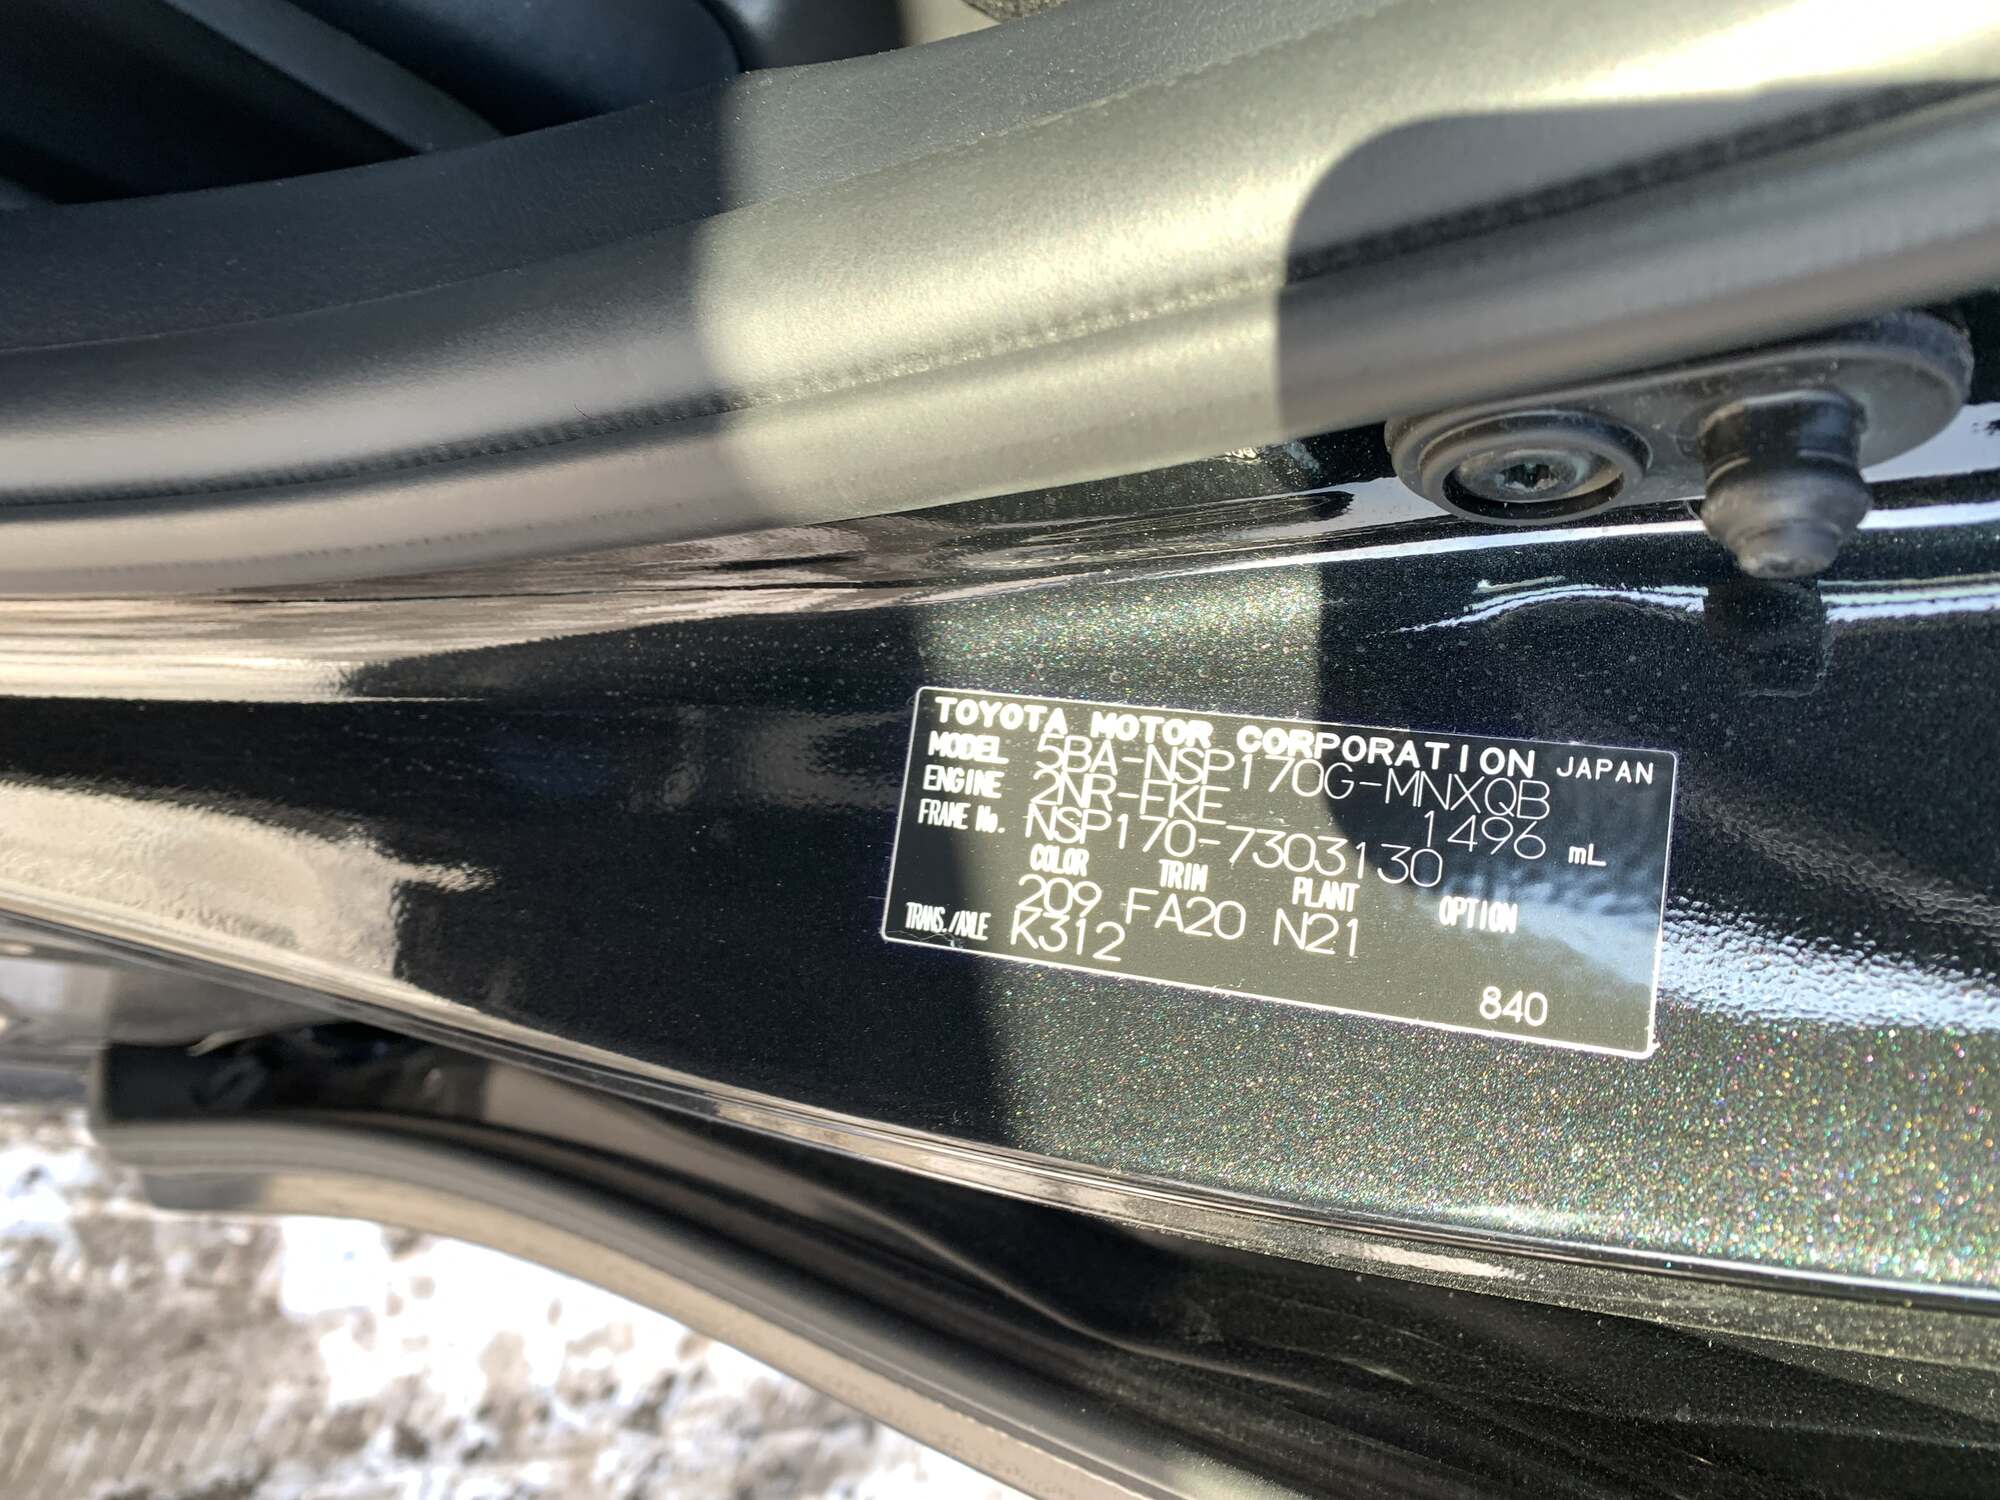 TOYOTA MOTOR CORPORATION JAPAN
MODEL 5BA-NSP170G-MNXQB
ENGINE 2NR-FKE 1496 mL
FRAME No. NSP170-7303130
COLOR TRIM PLANT OPTION
209 FA20 N21
TRANS./AXLE K312
840